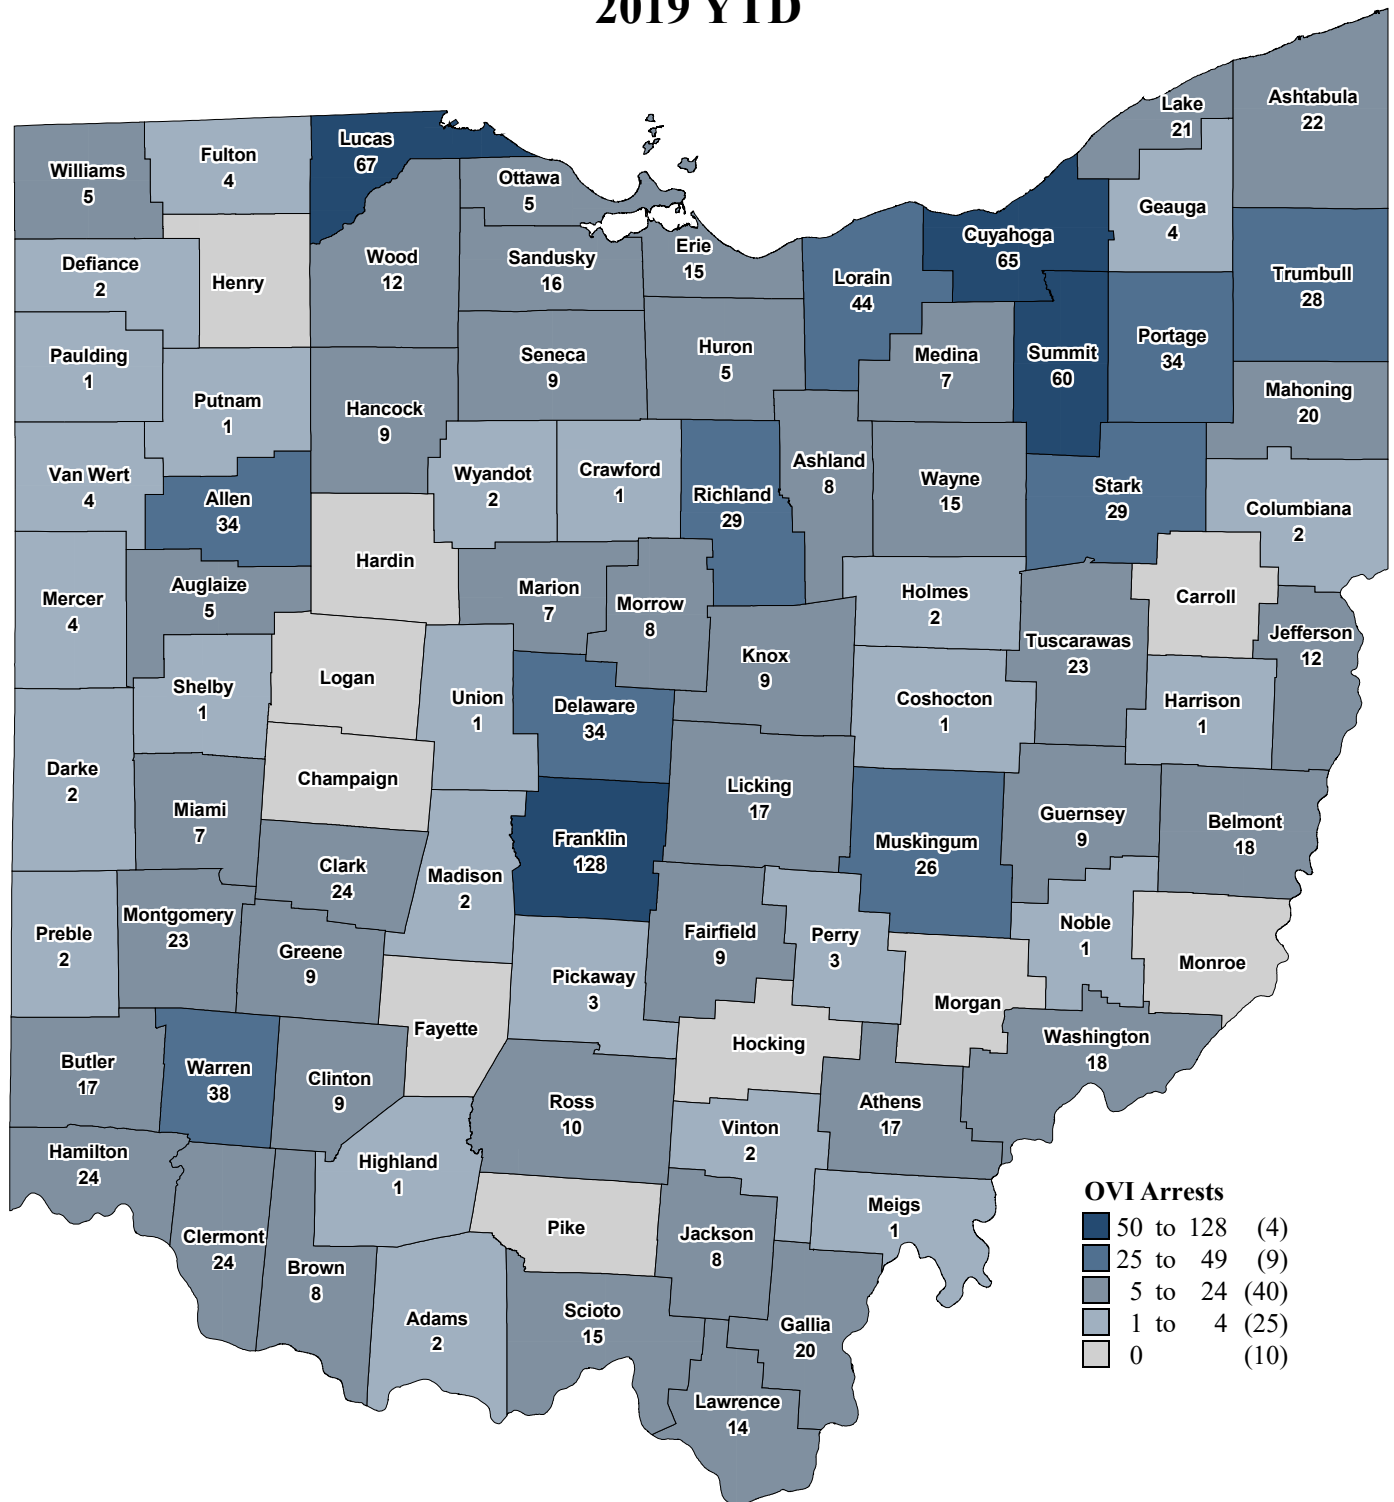 2019 YTD
Lake
21
Ashtabula
22
Lucas
67
Fulton
4
Williams
5
Ottawa
5
Geauga
4
Cuyahoga
65
Erie
15
Wood
12
Sandusky
16
Defiance
2
Henry
Lorain
44
Trumbull
28
Portage
34
Huron
5
Medina
7
Summit
60
Seneca
9
Paulding
1
Mahoning
20
Putnam
1
Hancock
9
Ashland
8
Wayne
15
Van Wert
4
Wyandot
2
Crawford
1
Richland
29
Stark
29
Allen
34
Columbiana
2
Hardin
Marion
7
Auglaize
5
Mercer
4
Morrow
8
Holmes
2
Carroll
Jefferson
12
Tuscarawas
23
Knox
9
Logan
Shelby
1
Union
1
Delaware
34
Coshocton
1
Harrison
1
Darke
2
Champaign
Licking
17
Miami
7
Guernsey
9
Belmont
18
Franklin
128
Muskingum
26
Clark
24
Madison
2
Montgomery
23
Preble
2
Greene
9
Fairfield
9
Perry
3
Noble
1
Monroe
Pickaway
3
Morgan
Fayette
Hocking
Washington
18
Butler
17
Warren
38
Clinton
9
Ross
10
Athens
17
Vinton
2
Hamilton
24
Highland
1
Meigs
1
Pike
Jackson
8
Clermont
24
Brown
8
Adams
2
Scioto
15
Gallia
20
Lawrence
14
OVI Arrests
50 to 128 (4)
25 to 49 (9)
5 to 24 (40)
1 to 4 (25)
0 (10)